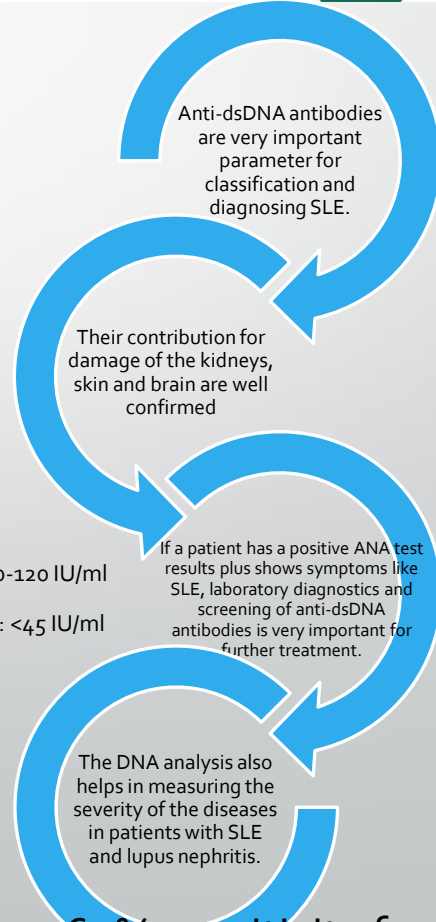 Anti-dsDNA antibodies
are very important
parameter for
classification and
diagnosing SLE.
Their contribution for
damage of the kidneys,
skin and brain are well
confirmed
0-120 IU/ml
: <45 IU/ml
If a patient has a positive ANA test
results plus shows symptoms like
SLE, laboratory diagnostics and
screening of anti-dsDNA
antibodies is very important for
further treatment.
The DNA analysis also
helps in measuring the
severity of the diseases
in patients with SLE
and lupus nephritis.